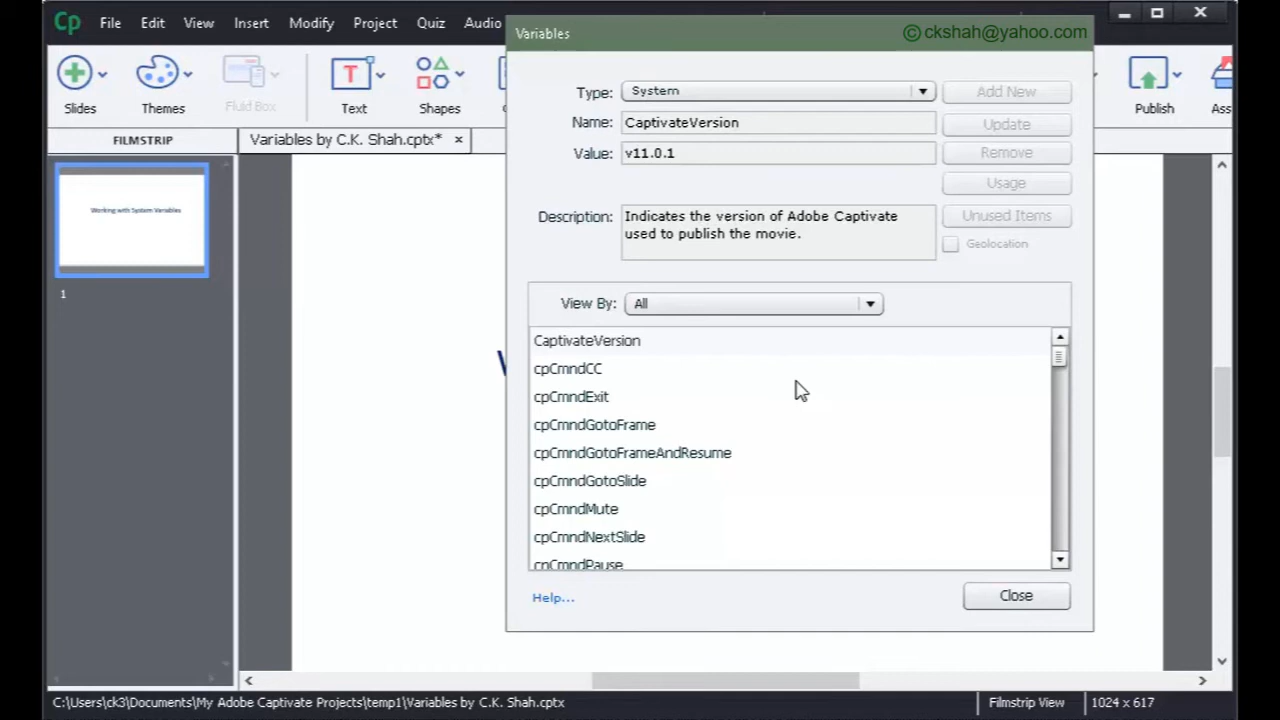 Cp File Edit View Insert Modify Project Quiz Audio
Variables
©ckshah@yahoo.com
Slides Themes Fluid Box Text Shapes Publish
FILMSTRIP
Variables by C.K. Shah.cptx* ×
Working with System Variables
1
Type: System Add New
Name: CaptivateVersion Update
Value: v11.0.1 Remove
Usage
Description: Indicates the version of Adobe Captivate used to publish the movie.
Unused Items
Geolocation
View By: All
CaptivateVersion
cpCmndCC
cpCmndExit
cpCmndGotoFrame
cpCmndGotoFrameAndResume
cpCmndGotoSlide
cpCmndMute
cpCmndNextSlide
cpCmndPause
Help...
Close
C:\Users\ck3\Documents\My Adobe Captivate Projects\temp1\Variables by C.K. Shah.cptx Filmstrip View 1024 x 617